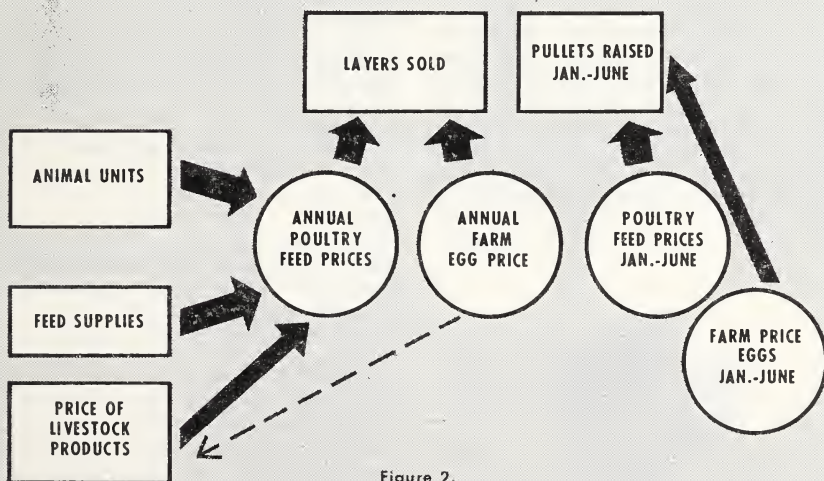 LAYERS SOLD
PULLETS RAISED
JAN.-JUNE
ANIMAL UNITS
ANNUAL
POULTRY
FEED PRICES
ANNUAL
FARM
EGG PRICE
POULTRY
FEED PRICES
JAN.-JUNE
FEED SUPPLIES
FARM PRICE
EGGS
JAN.-JUNE
PRICE OF
LIVESTOCK
PRODUCTS
Figure 2.